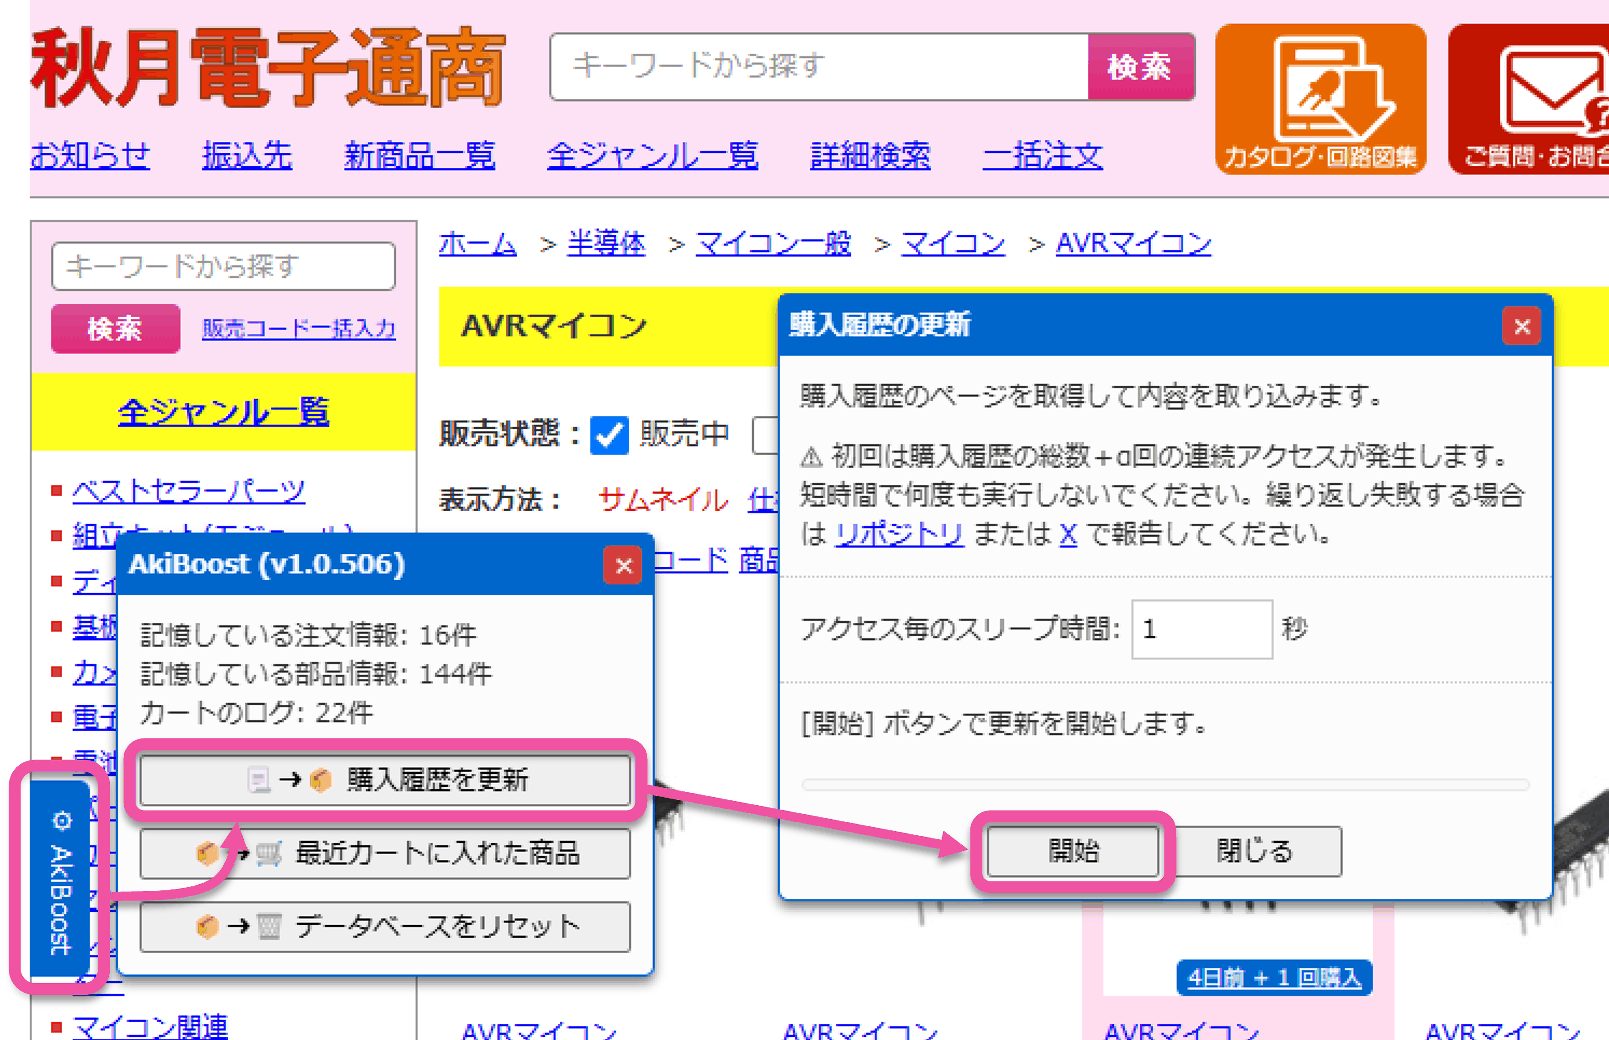 秋月電子通商
キーワードから探す
検索
カタログ・回路図集
ご質問・お問合
お知らせ
振込先
新商品一覧
全ジャンル一覧
詳細検索
一括注文
キーワードから探す
検索
販売コード一括入力
全ジャンル一覧
ベストセラーパーツ
組立キット(モジュール)
ディ
基板
カメ
電子
電池
マイコン関連
ホーム > 半導体 > マイコン一般 > マイコン > AVRマイコン
AVRマイコン
販売状態： 販売中
表示方法： サムネイル 仕様
コード 商品
AkiBoost (v1.0.506)
×
記憶している注文情報: 16件
記憶している部品情報: 144件
カートのログ: 22件
→ 購入履歴を更新
→ 最近カートに入れた商品
→ データベースをリセット
⚙ AkiBoost
購入履歴の更新
×
購入履歴のページを取得して内容を取り込みます。
⚠ 初回は購入履歴の総数＋α回の連続アクセスが発生します。
短時間で何度も実行しないでください。繰り返し失敗する場合
は リポジトリ または X で報告してください。
アクセス毎のスリープ時間: 1 秒
[開始] ボタンで更新を開始します。
開始
閉じる
4日前 + 1 回購入
AVRマイコン
AVRマイコン
AVRマイコン
AVRマイコン